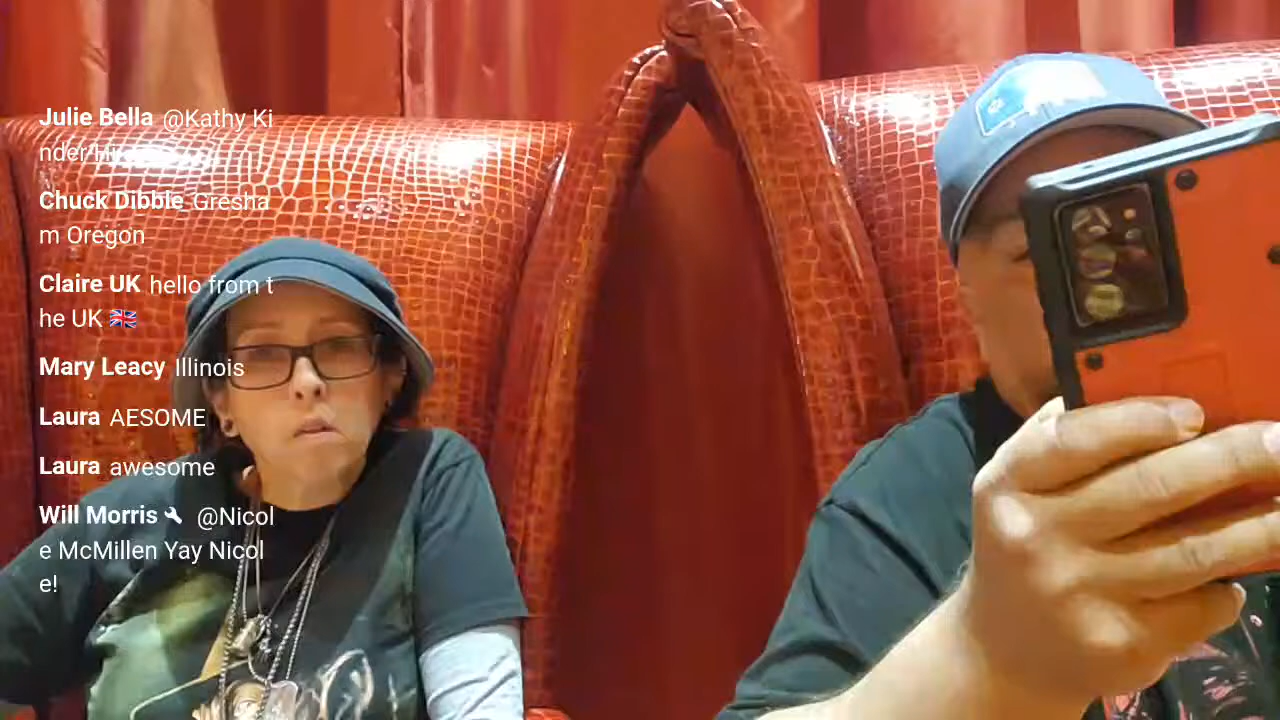 Julie Bella @Kathy Ki
nder
Chuck Dibble Gresha
m Oregon
Claire UK hello from t
he UK 🇬🇧
Mary Leacy Illinois
Laura AESOME
Laura awesome
Will Morris 🔧 @Nicol
e McMillen Yay Nicol
e!